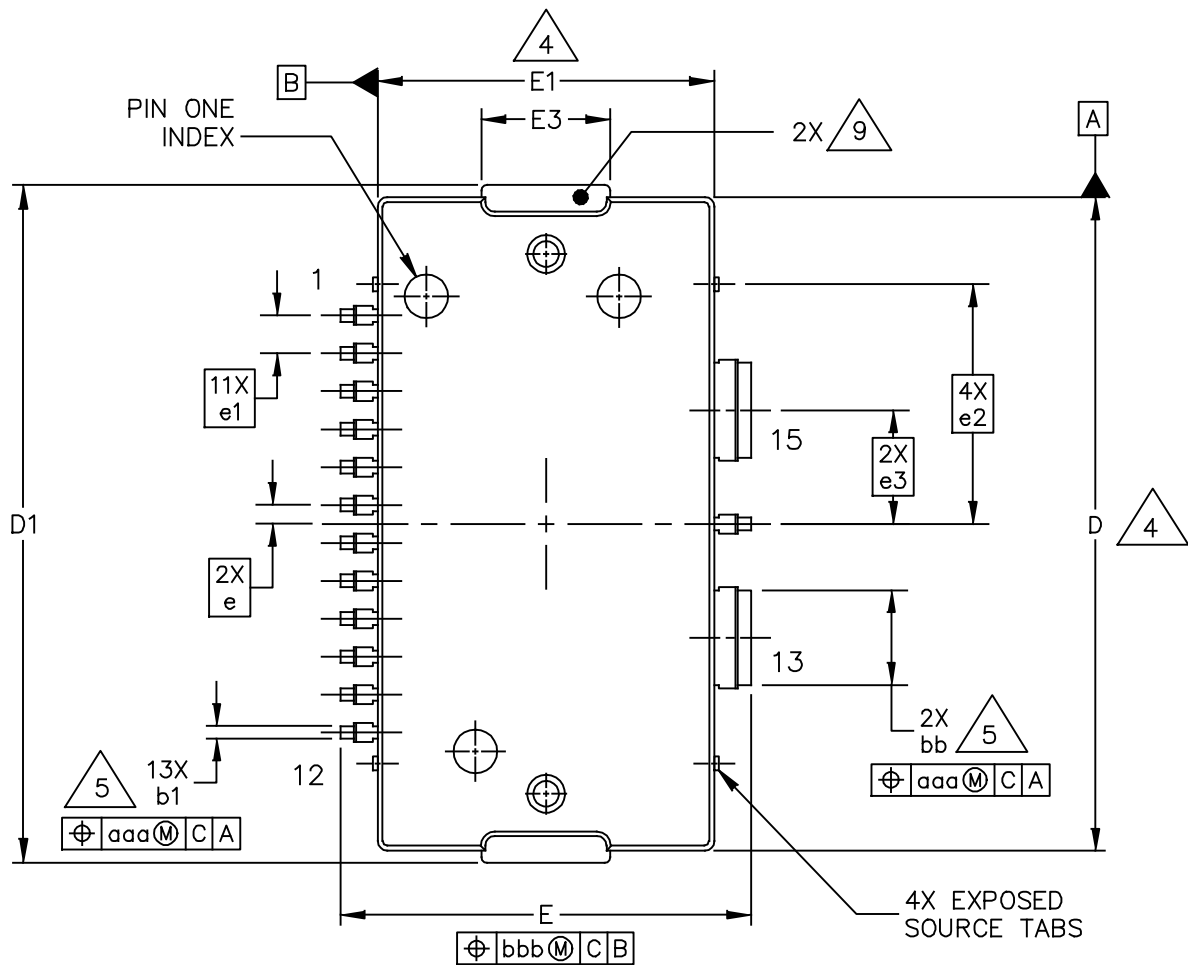 4
B
E1
PIN ONE
INDEX
E3
2X 9
A
1
11X
e1
4X
e2
15
2X
e3
D1
D 4
2X
e
13
2X
bb 5
⌖ aaa Ⓜ C A
5 13X
b1
12
⌖ aaa Ⓜ C A
4X EXPOSED
SOURCE TABS
E
⌖ bbb Ⓜ C B